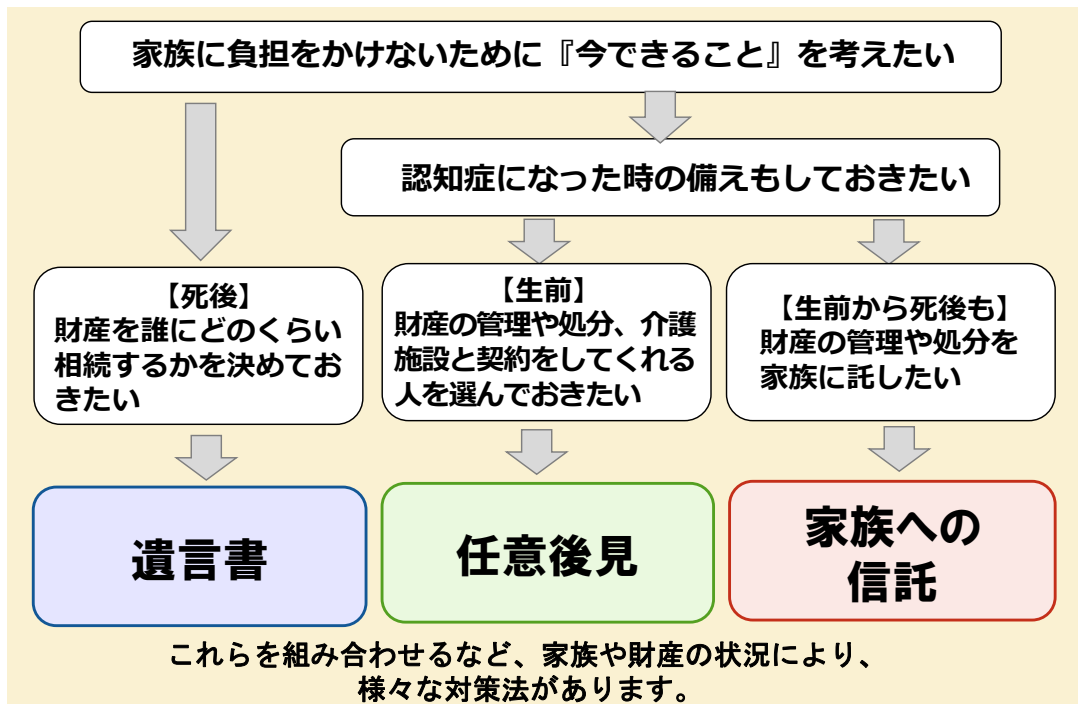 家族に負担をかけないために『今できること』を考えたい
認知症になった時の備えもしておきたい
【死後】
財産を誰にどのくらい
相続するかを決めてお
きたい
【生前】
財産の管理や処分、介護
施設と契約をしてくれる
人を選んでおきたい
【生前から死後も】
財産の管理や処分を
家族に託したい
遺言書
任意後見
家族への
信託
これらを組み合わせるなど、家族や財産の状況により、
様々な対策法があります。